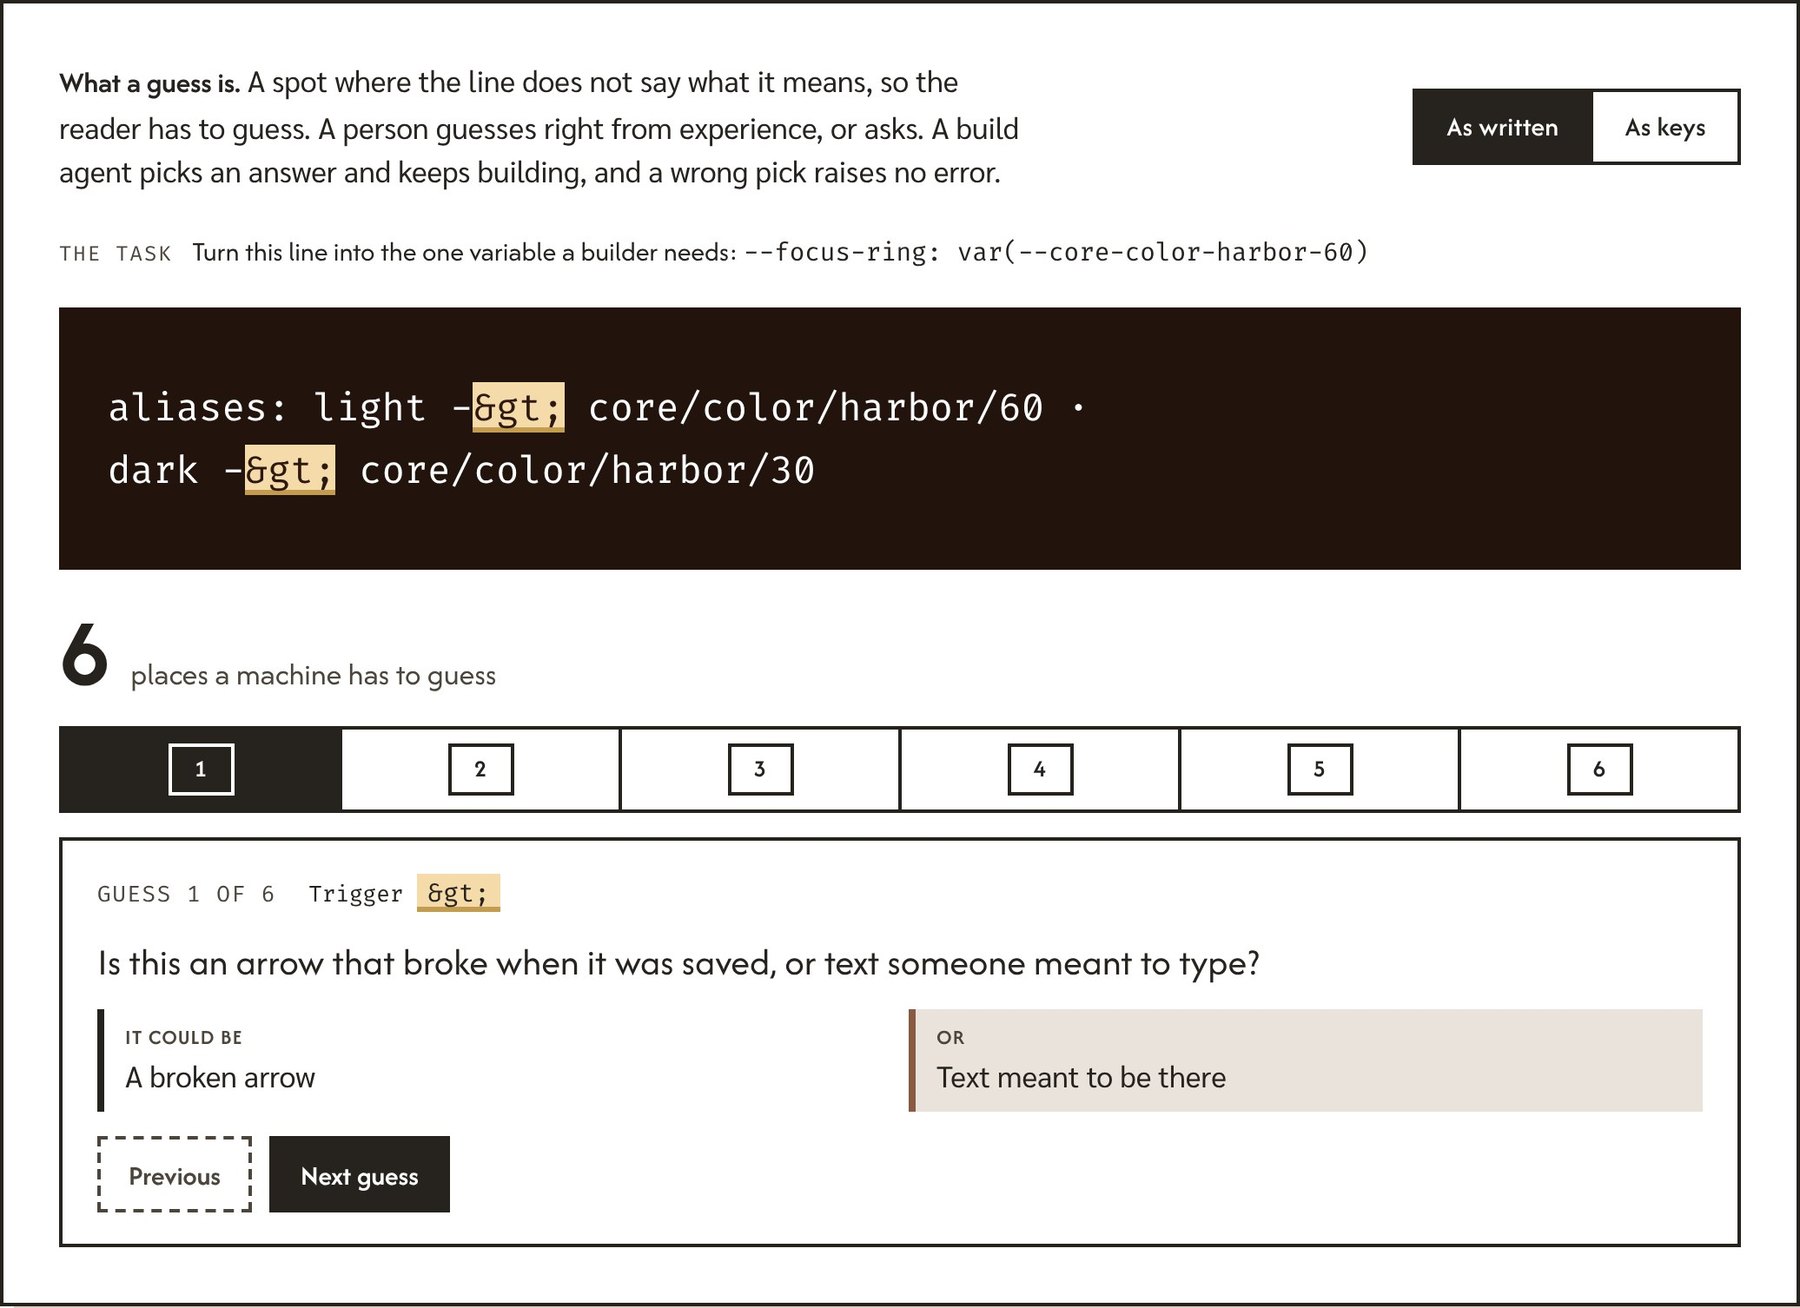 What a guess is. A spot where the line does not say what it means, so the
reader has to guess. A person guesses right from experience, or asks. A build
agent picks an answer and keeps building, and a wrong pick raises no error.
As written
As keys
THE TASK Turn this line into the one variable a builder needs: --focus-ring: var(--core-color-harbor-60)
aliases: light -&gt; core/color/harbor/60 ·
dark -&gt; core/color/harbor/30
6 places a machine has to guess
1
2
3
4
5
6
GUESS 1 OF 6 Trigger &gt;
Is this an arrow that broke when it was saved, or text someone meant to type?
IT COULD BE
A broken arrow
OR
Text meant to be there
Previous
Next guess